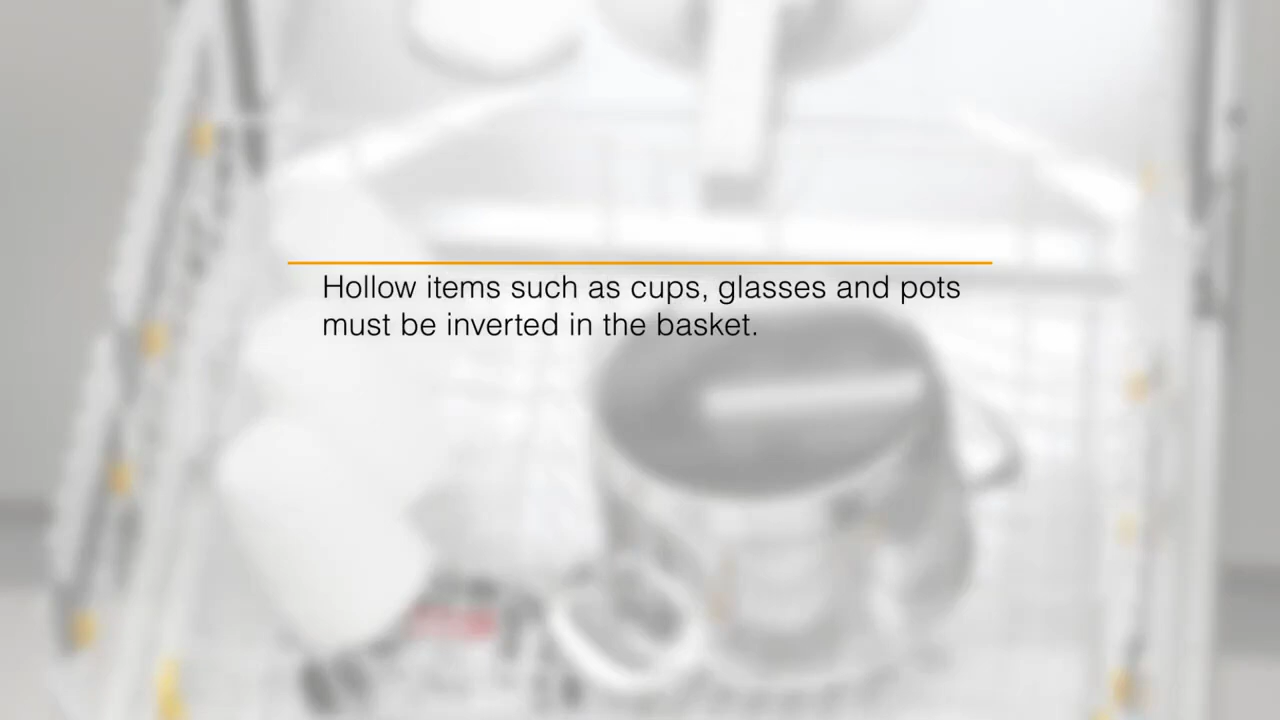 Hollow items such as cups, glasses and pots
must be inverted in the basket.